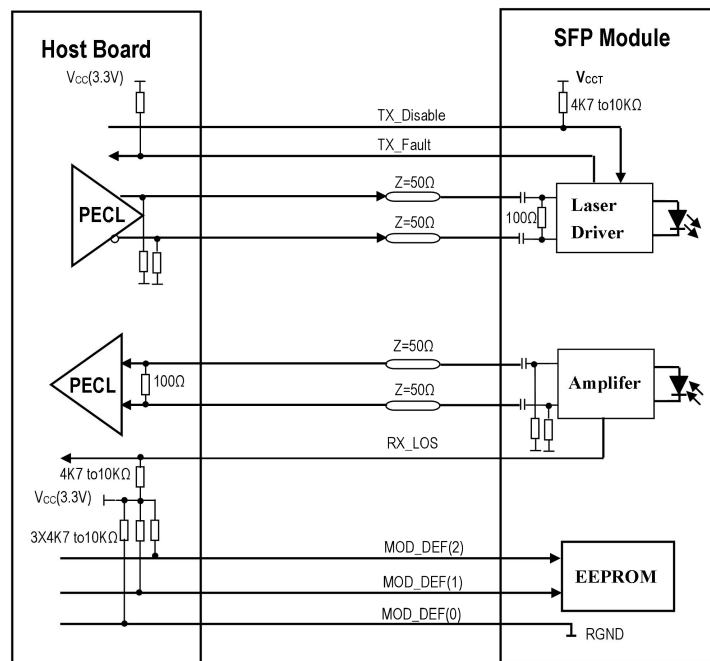 Host Board
SFP Module
VCC(3.3V)
VCCT
4K7 to10KΩ
TX_Disable
TX_Fault
Z=50Ω
PECL
100Ω
Laser
Driver
Z=50Ω
Z=50Ω
PECL
100Ω
Amplifer
Z=50Ω
RX_LOS
4K7 to10KΩ
VCC(3.3V)
3X4K7 to10KΩ
MOD_DEF(2)
EEPROM
MOD_DEF(1)
MOD_DEF(0)
RGND